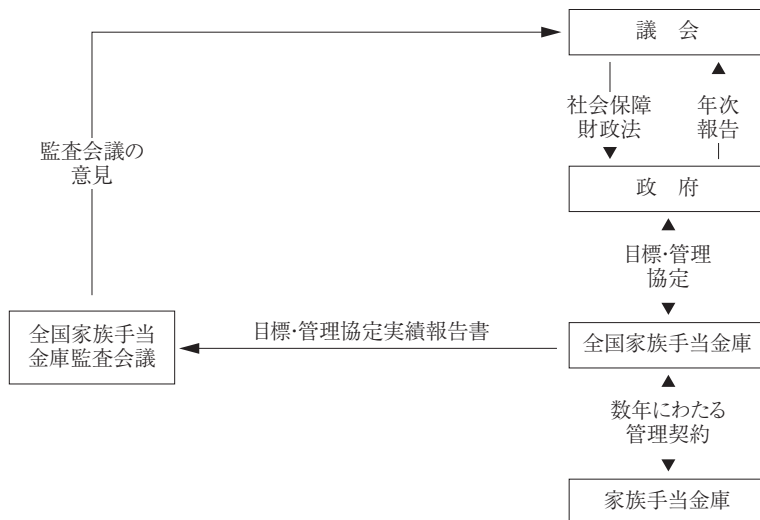 議 会
社会保障
財政法
年次
報告
監査会議の
意見
政 府
目標・管理
協定
全国家族手当
金庫監査会議
目標・管理協定実績報告書
全国家族手当金庫
数年にわたる
管理契約
家族手当金庫